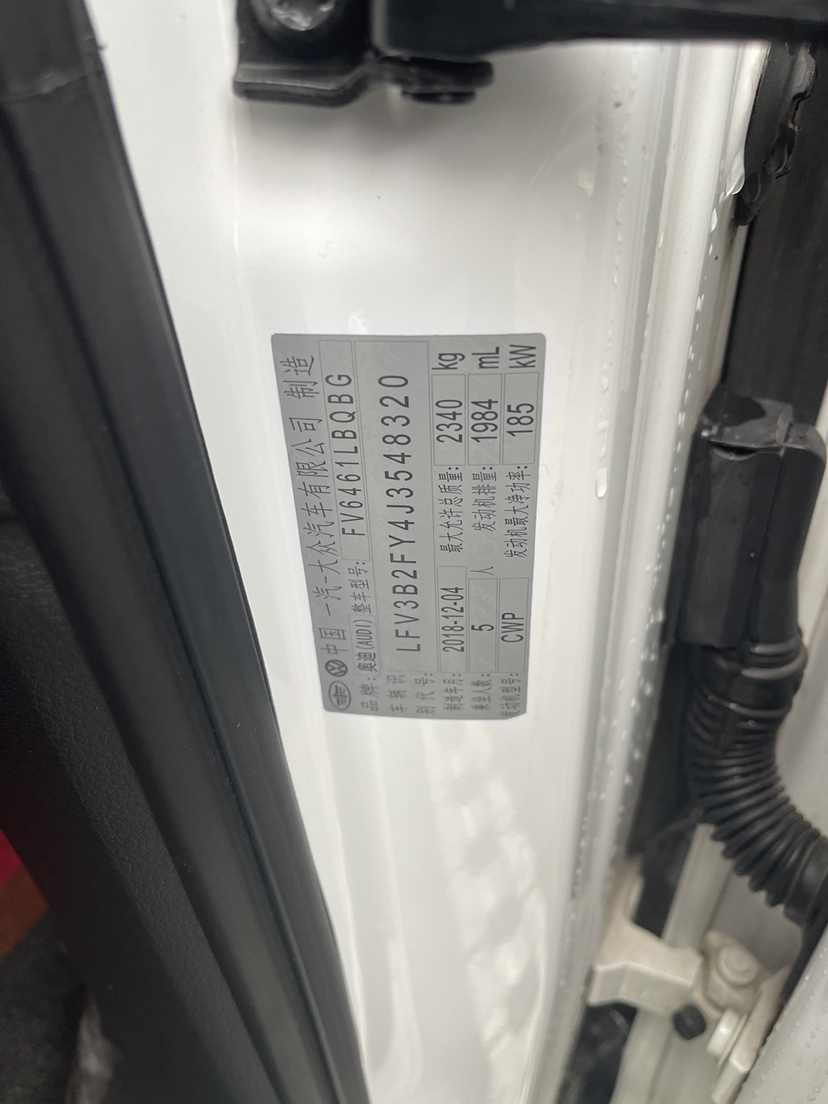 中国 一汽-大众汽车有限公司 制造
品牌: 奥迪(AUDI) 整车型号: FV6461LBQBG
车辆识别代号: LFV3B2FY4J3548320
制造年月: 2018-12-04 最大允许总质量: 2340 kg
乘坐人数: 5 人 发动机排量: 1984 mL
发动机型号: CWP 发动机最大净功率: 185 kW